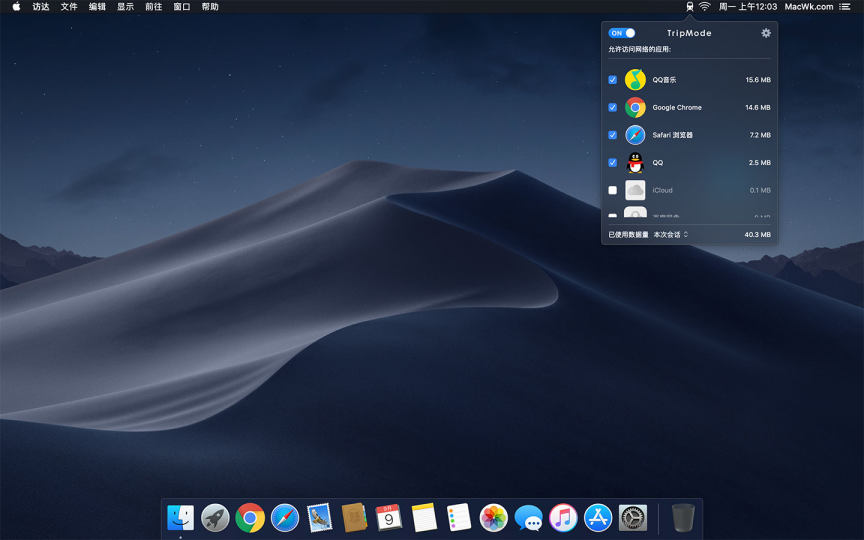 访达 文件 编辑 显示 前往 窗口 帮助 周一 上午12:03 MacWk.com
ON TripMode
允许访问网络的应用:
QQ音乐 15.6 MB
Google Chrome 14.6 MB
Safari 浏览器 7.2 MB
QQ 2.5 MB
iCloud 0.1 MB
已使用数据量 本次会话 40.3 MB
9月
9